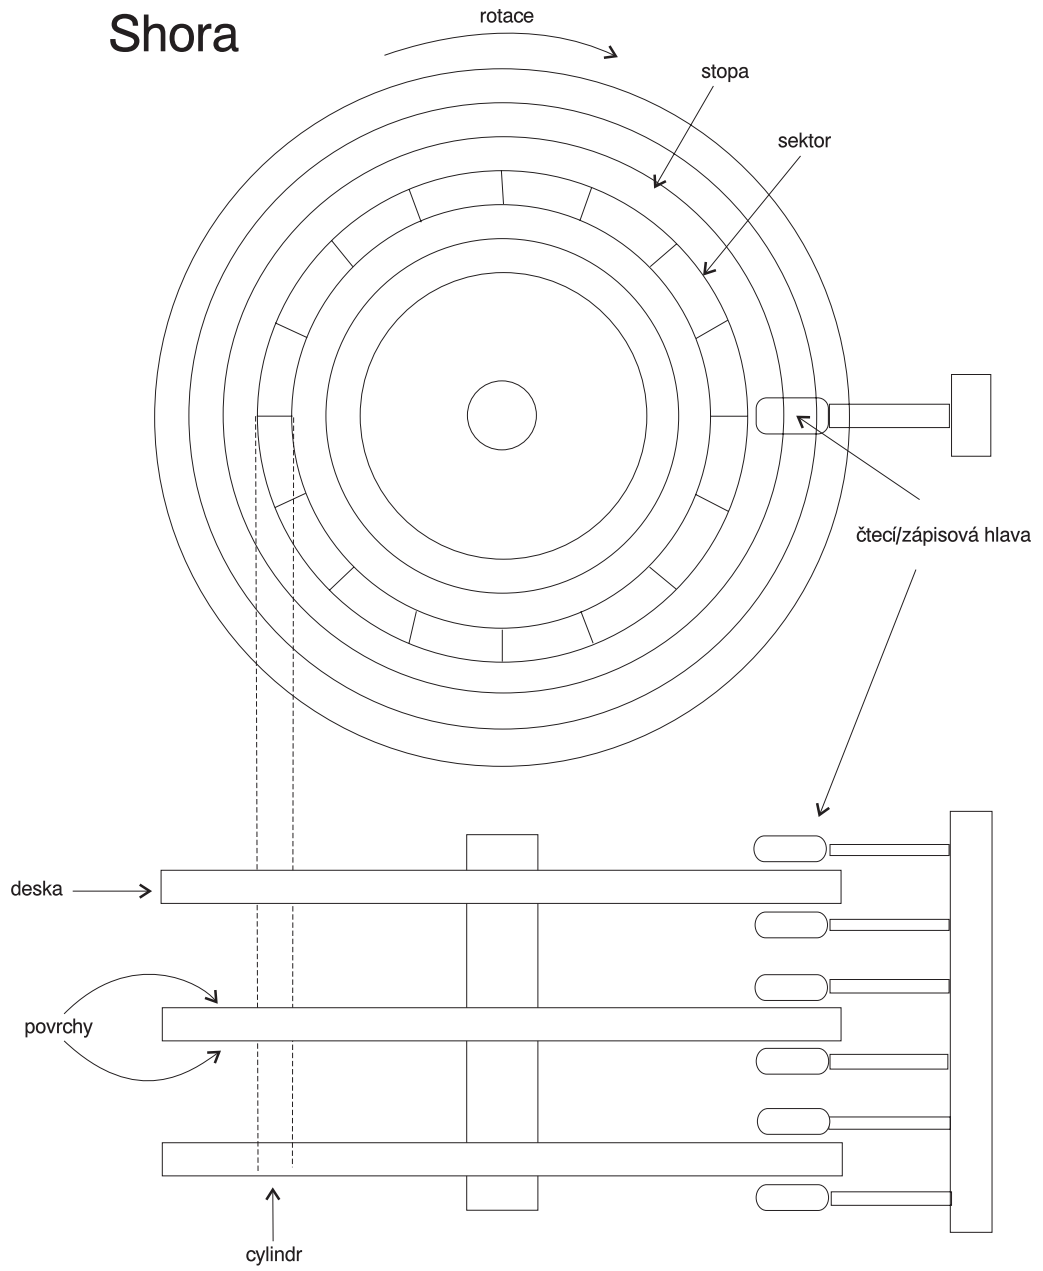 Shora
rotace
stopa
sektor
čtecí/zápisová hlava
deska
povrchy
cylindr